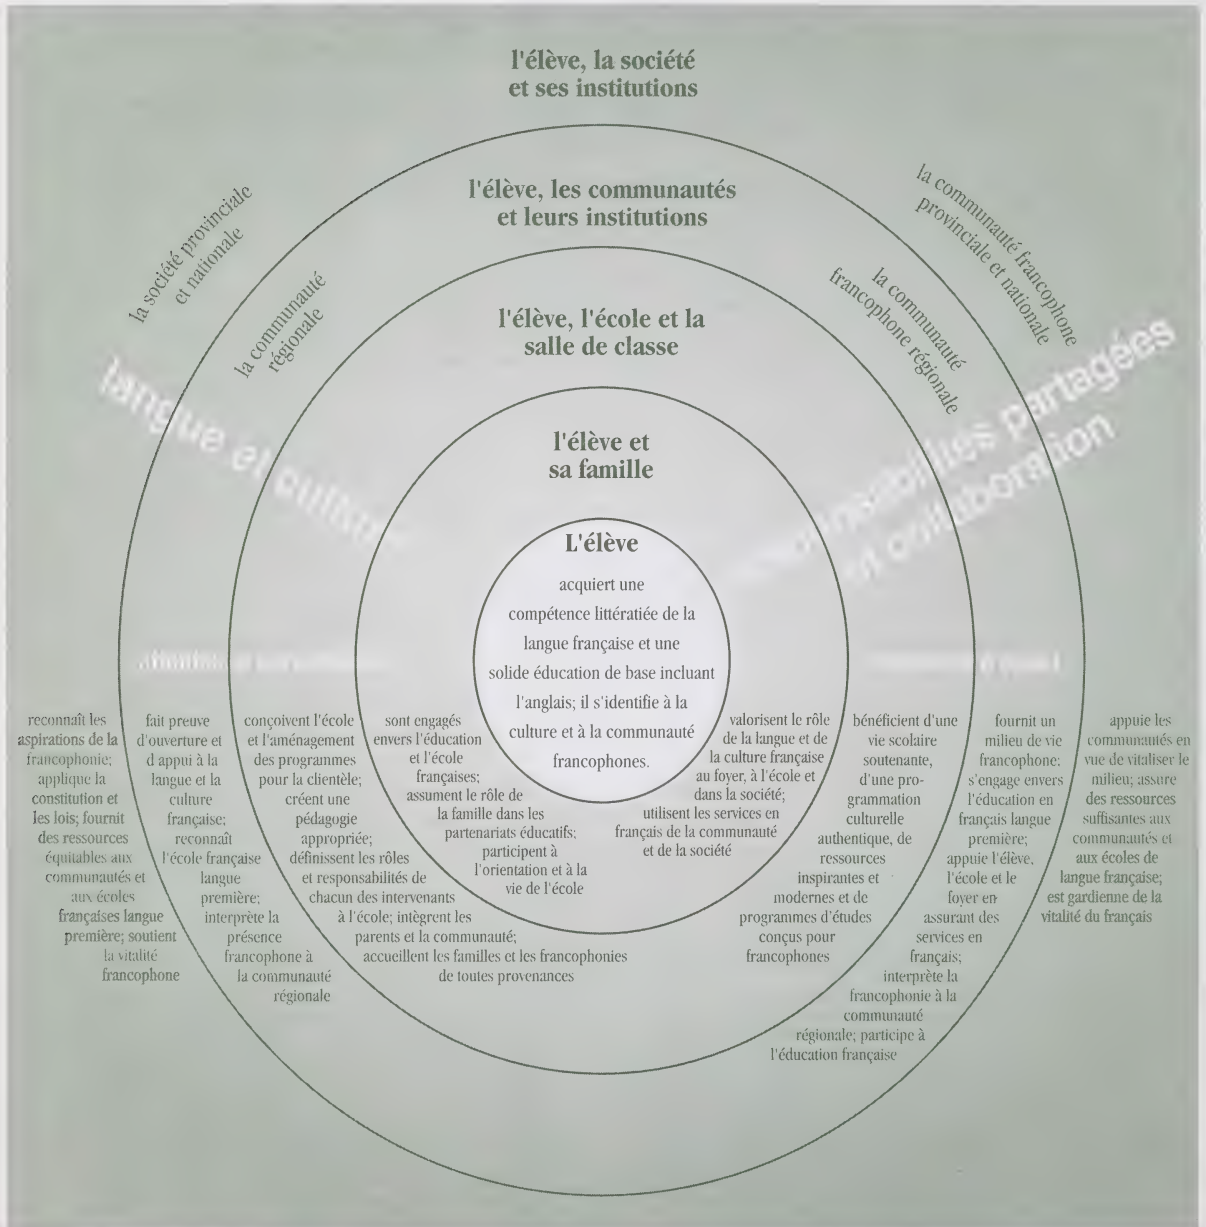 l'élève, la société
et ses institutions
l'élève, les communautés
et leurs institutions
l'élève, l'école et la
salle de classe
l'élève et
sa famille
la société provinciale
et nationale
la communauté
régionale
la communauté francophone
provinciale et nationale
la communauté
francophone régionale
langue et culture
partagées
et collaboration
L'élève
acquiert une
compétence littératiée de la
langue française et une
solide éducation de base incluant
l'anglais; il s'identifie à la
culture et à la communauté
francophones.
reconnaît les
aspirations de la
francophonie;
applique la
constitution et
les lois; fournit
des ressources
équitables aux
communautés et
aux écoles
françaises langue
première; soutient
la vitalité
francophone
fait preuve
d'ouverture et
d appui à la
langue et la
culture
française;
reconnaît
l'école française
langue
première;
interprète la
présence
francophone à
la communauté
régionale
conçoivent l'école
et l'aménagement
des programmes
pour la clientèle;
créent une
pédagogie
appropriée;
définissent les rôles
et responsabilités de
chacun des intervenants
à l'école; intègrent les
parents et la communauté;
accueillent les familles et les francophonies
de toutes provenances
sont engagés
envers l'éducation
et l'école
françaises;
assument le rôle de
la famille dans les
partenariats éducatifs;
participent à
l'orientation et à la
vie de l'école
valorisent le rôle
de la langue et de
la culture française
au foyer, à l'école et
dans la société;
utilisent les services en
français de la communauté
et de la société
bénéficient d'une
vie scolaire
soutenante,
d'une pro-
grammation
culturelle
authentique, de
ressources
inspirantes et
modernes et de
programmes d'études
conçus pour
francophones
fournit un
milieu de vie
francophone;
s'engage envers
l'éducation en
français langue
première;
appuie l'élève,
l'école et le
foyer en
assurant des
services en
français;
interprète la
francophonie à la
communauté
régionale; participe à
l'éducation française
appuie les
communautés en
vue de vitaliser le
milieu; assure
des ressources
suffisantes aux
communautés et
aux écoles de
langue française;
est gardienne de la
vitalité du français